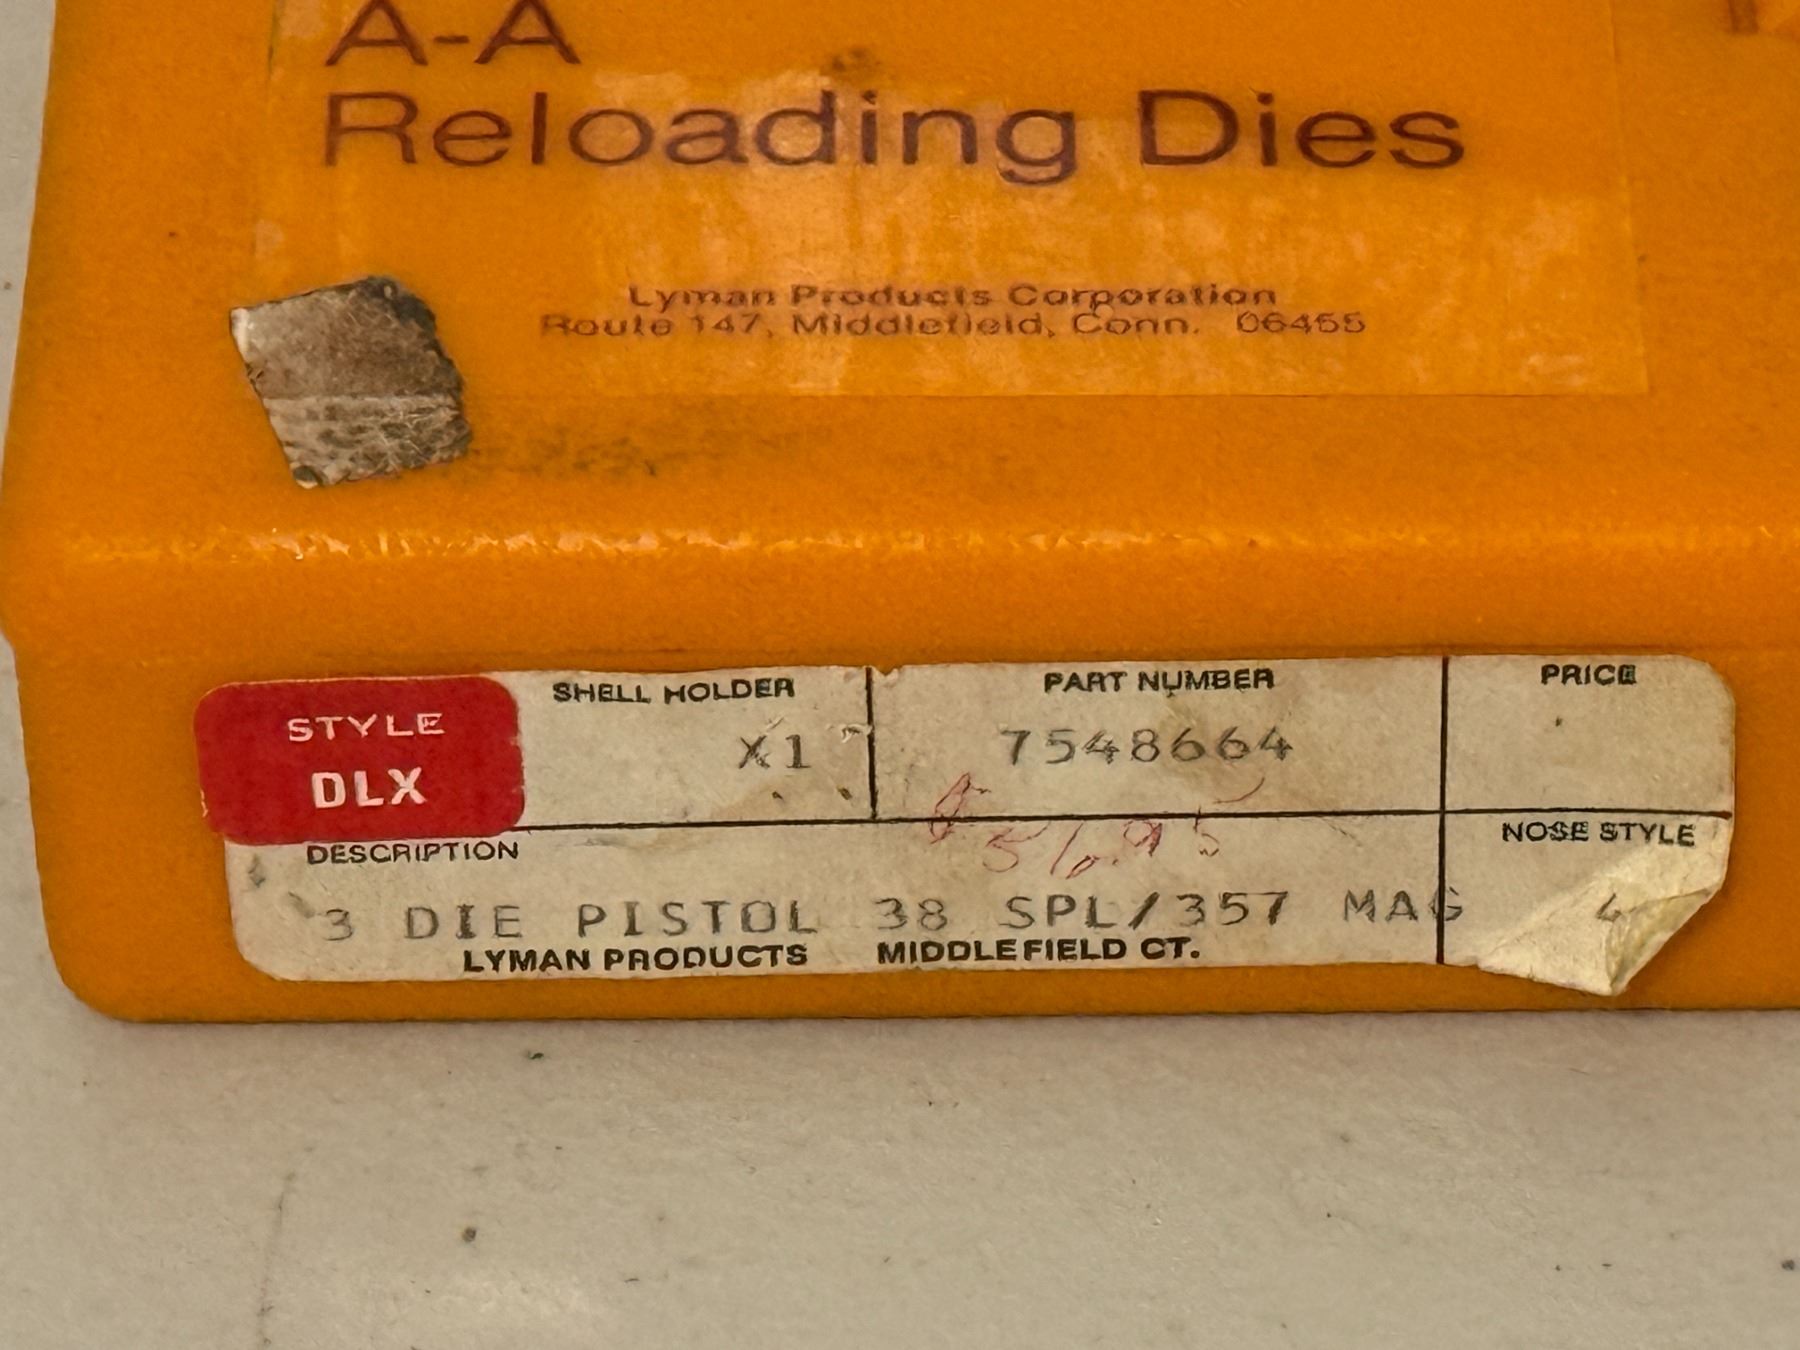 A-A
Reloading Dies
Lyman Products Corporation
Route 147, Middlefield, Conn. 06455
STYLE
DLX
SHELL HOLDER
X1
PART NUMBER
7548664
PRICE
DESCRIPTION
3 DIE PISTOL 38 SPL/357 MAG
NOSE STYLE
LYMAN PRODUCTS MIDDLEFIELD CT.